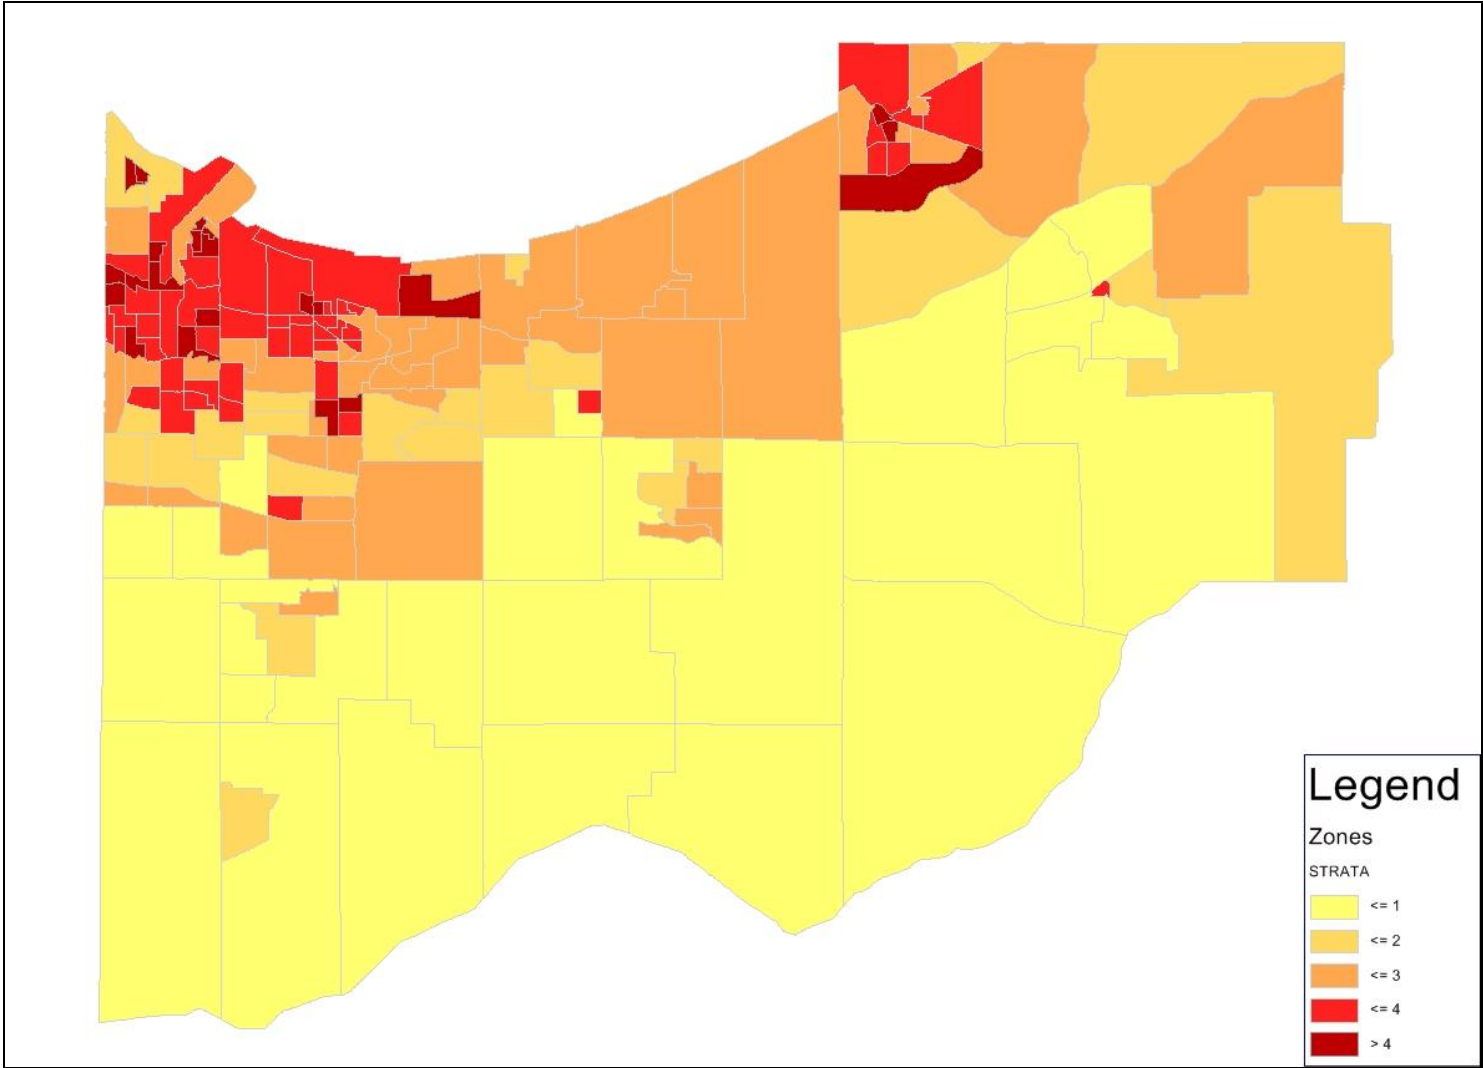 Legend
Zones
STRATA
<= 1
<= 2
<= 3
<= 4
> 4